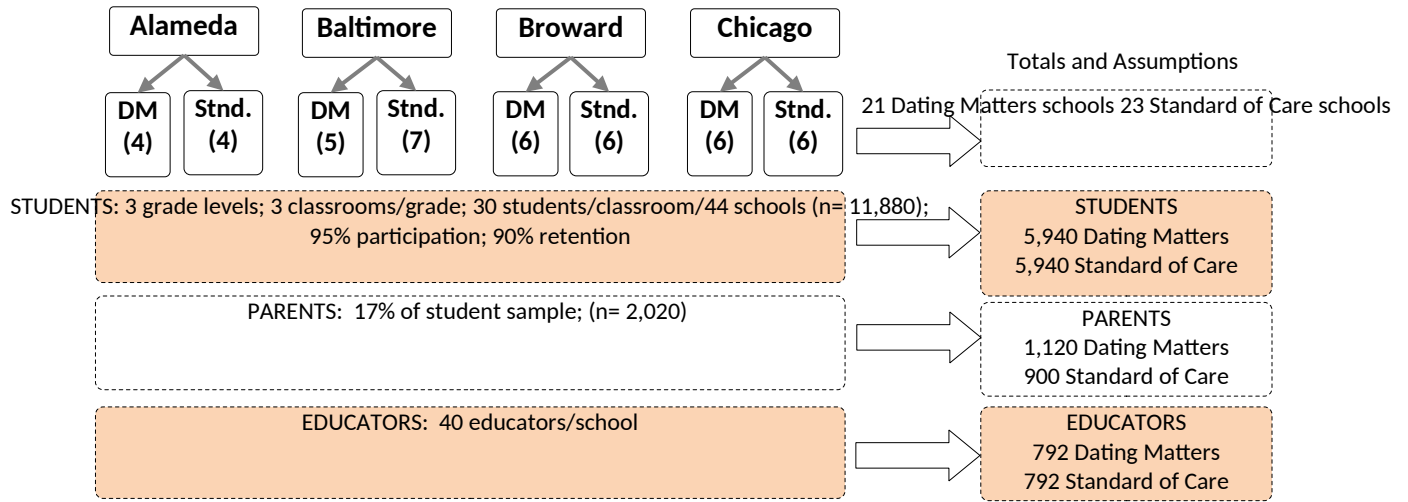 Alameda
Baltimore
Broward
Chicago
DM
(4)
Stnd.
(4)
DM
(5)
Stnd.
(7)
DM
(6)
Stnd.
(6)
DM
(6)
Stnd.
(6)
Totals and Assumptions
21 Dating Matters schools 23 Standard of Care schools
STUDENTS: 3 grade levels; 3 classrooms/grade; 30 students/classroom/44 schools (n= 11,880);
95% participation; 90% retention
STUDENTS
5,940 Dating Matters
5,940 Standard of Care
PARENTS: 17% of student sample; (n= 2,020)
PARENTS
1,120 Dating Matters
900 Standard of Care
EDUCATORS: 40 educators/school
EDUCATORS
792 Dating Matters
792 Standard of Care